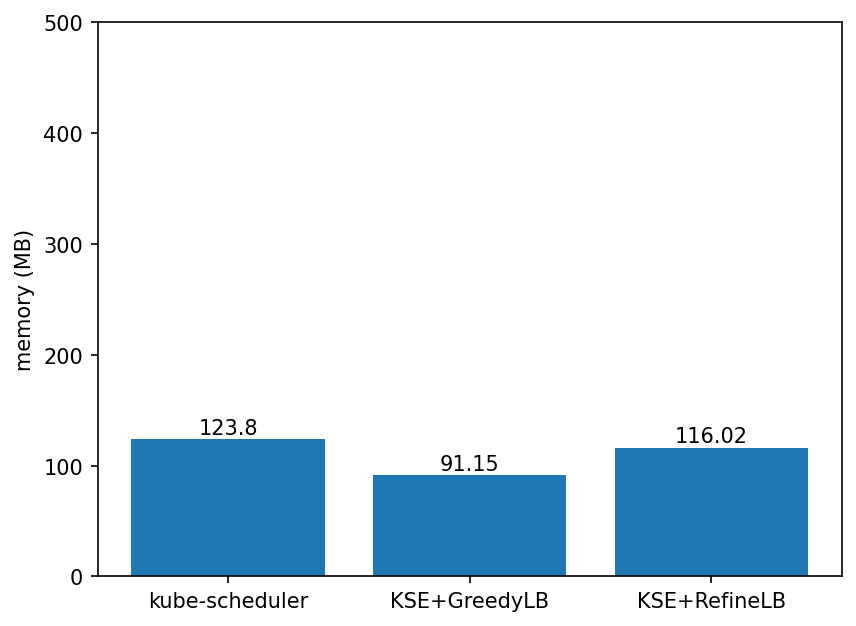 500
400
300
200
100
0
memory (MB)
123.8
91.15
116.02
kube-scheduler
KSE+GreedyLB
KSE+RefineLB